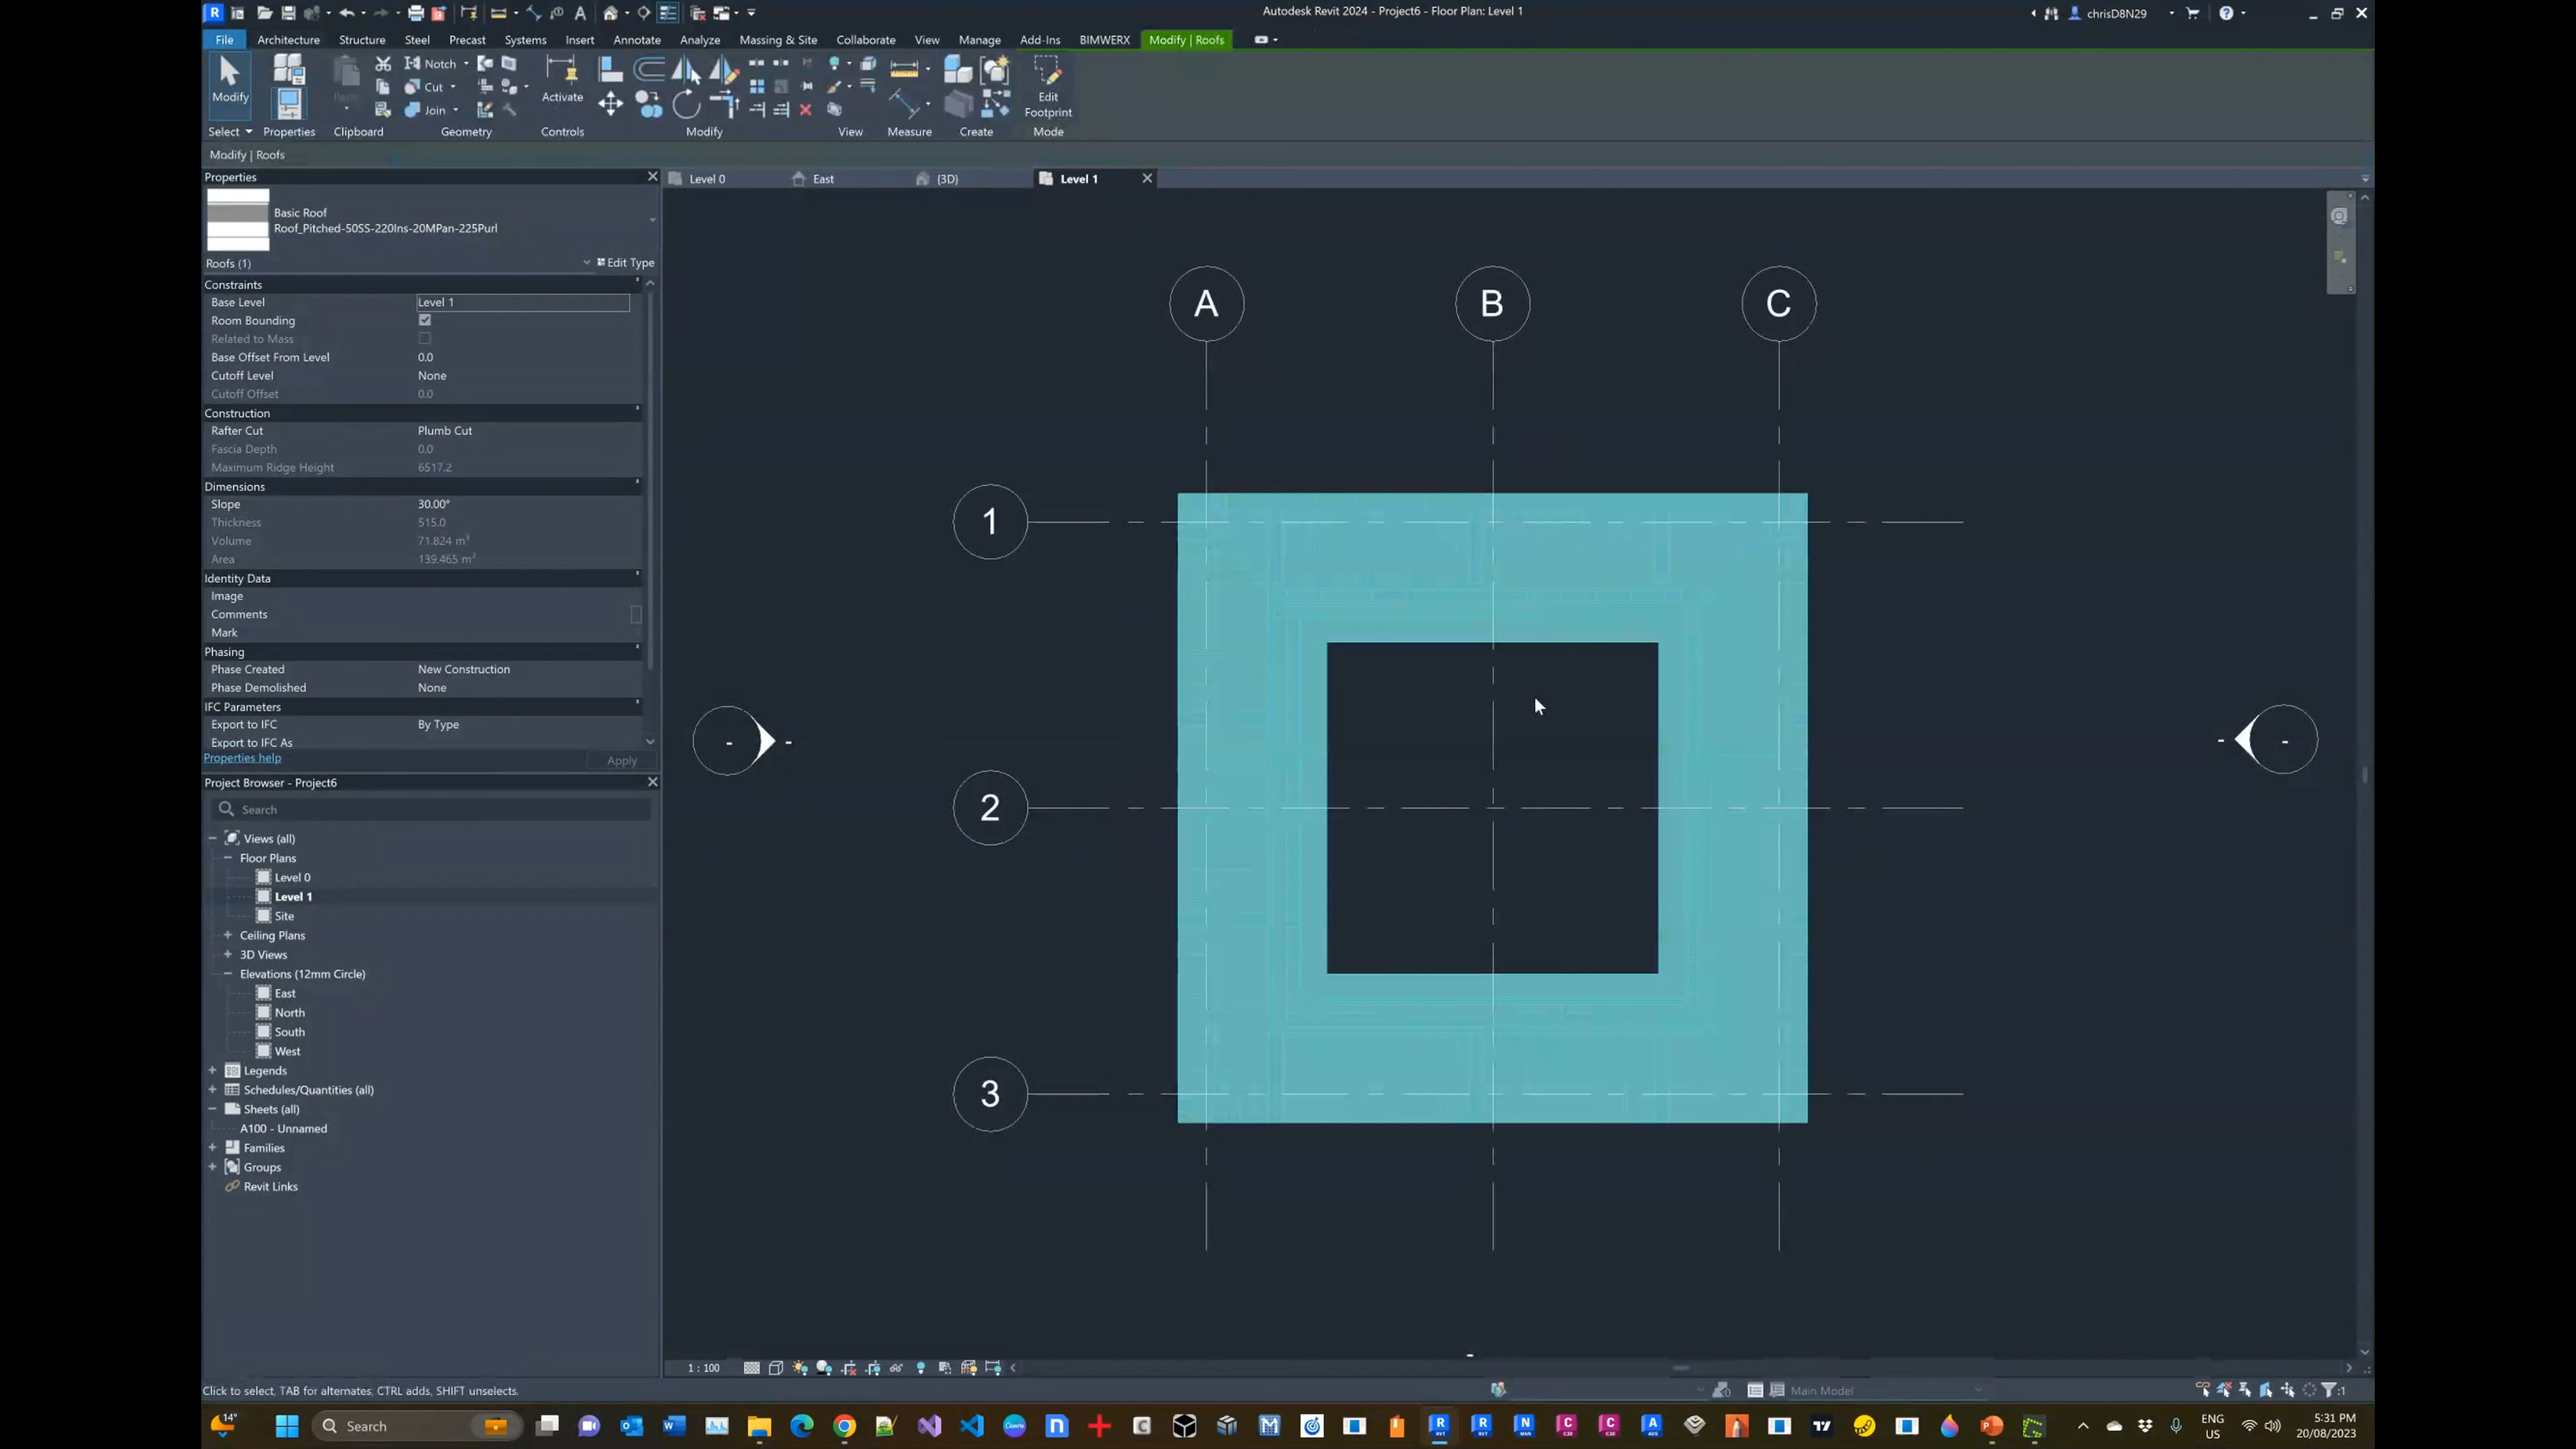 Autodesk Revit 2024 - Project6 - Floor Plan: Level 1
chrisD8N29
File Architecture Structure Steel Precast Systems Insert Annotate Analyze Massing & Site Collaborate View Manage Add-Ins BIMWERX Modify | Roofs
Modify
Notch
Cut
Join
Activate
Edit
Footprint
Select Properties Clipboard Geometry Controls Modify View Measure Create Mode
Modify | Roofs
Properties
Level 0 East {3D} Level 1
Basic Roof
Roof_Pitched-50SS-220Ins-20MPan-225Purl
Roofs (1) Edit Type
Constraints
Base Level Level 1
Room Bounding
Related to Mass
Base Offset From Level 0.0
Cutoff Level None
Cutoff Offset 0.0
Construction
Rafter Cut Plumb Cut
Fascia Depth 0.0
Maximum Ridge Height 6517.2
Dimensions
Slope 30.00°
Thickness 515.0
Volume 71.824 m³
Area 139.465 m²
Identity Data
Image
Comments
Mark
Phasing
Phase Created New Construction
Phase Demolished None
IFC Parameters
Export to IFC By Type
Export to IFC As
Properties help Apply
Project Browser - Project6
Search
Views (all)
Floor Plans
Level 0
Level 1
Site
Ceiling Plans
3D Views
Elevations (12mm Circle)
East
North
South
West
Legends
Schedules/Quantities (all)
Sheets (all)
A100 - Unnamed
Families
Groups
Revit Links
A B C
1
2
3
1 : 100
Click to select, TAB for alternates, CTRL adds, SHIFT unselects.
Main Model
:1
14°
Search
ENG
US
5:31 PM
20/08/2023